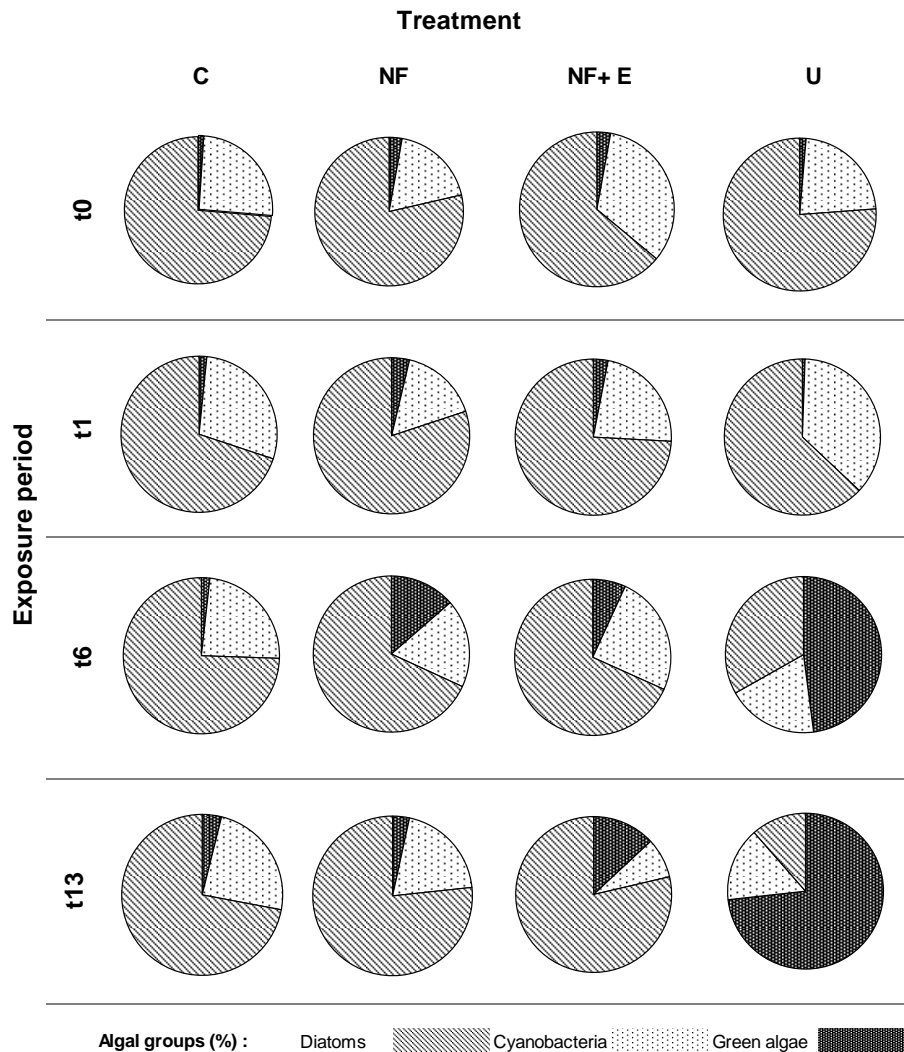 Treatment
C NF NF+ E U
t0
t1
Exposure period
t6
t13
Algal groups (%) : Diatoms Cyanobacteria Green algae